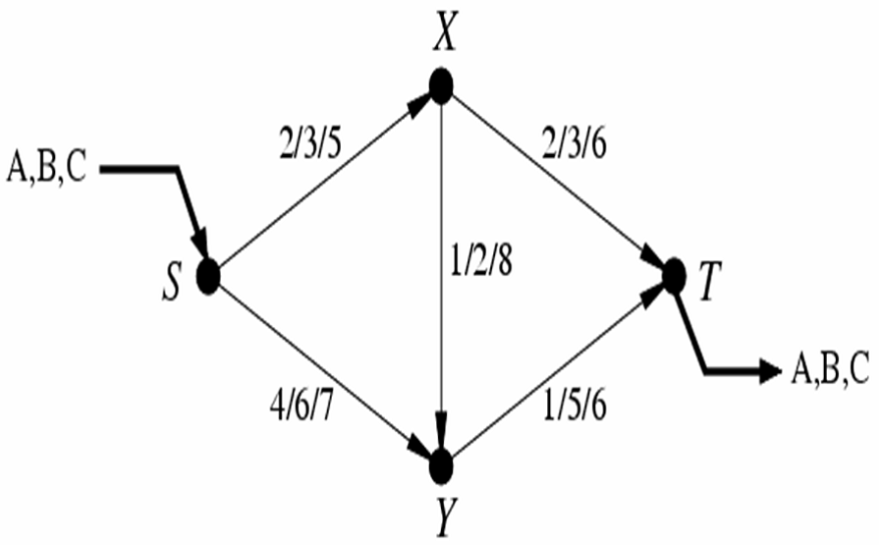 X
2/3/5
2/3/6
A,B,C
1/2/8
S
T
4/6/7
1/5/6
A,B,C
Y